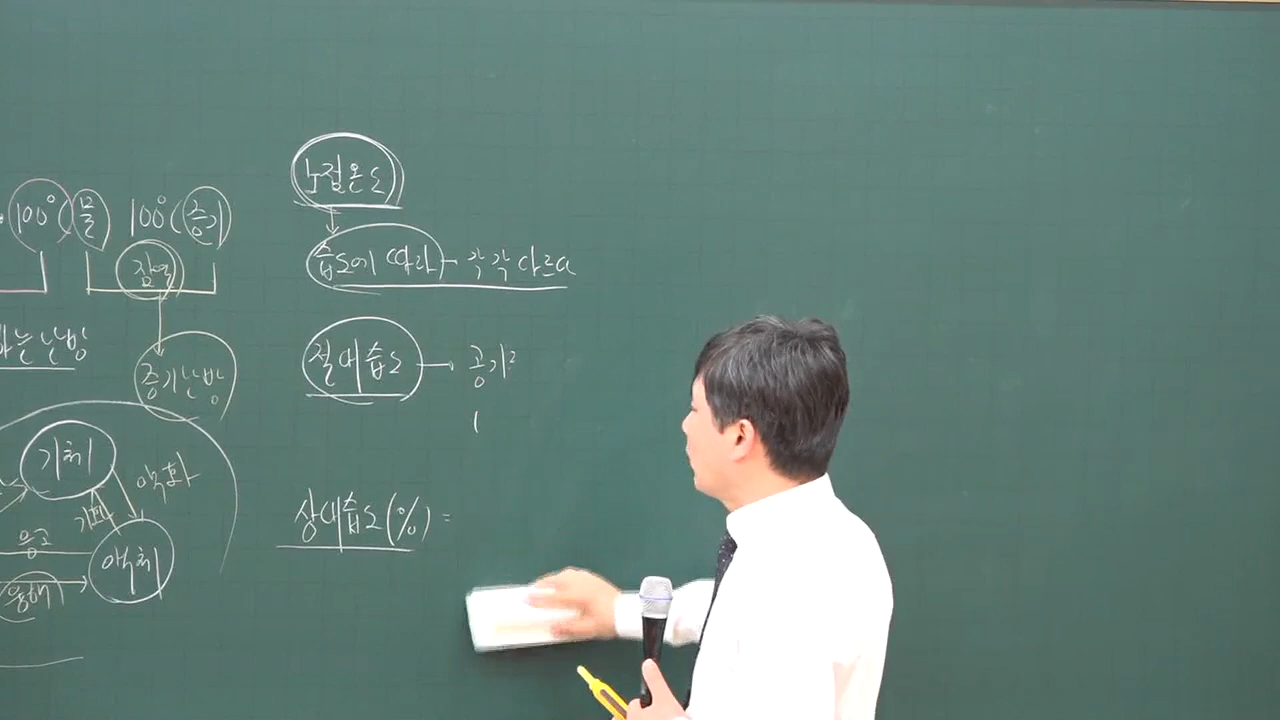 100° (물 100° (증기
잠열
하는 난방
증기난방
기체
액화
기화
응고
액체
융해
노점온도
습도에 따라 - 각각 다르다
절대습도 → 공기
상대습도(%) =